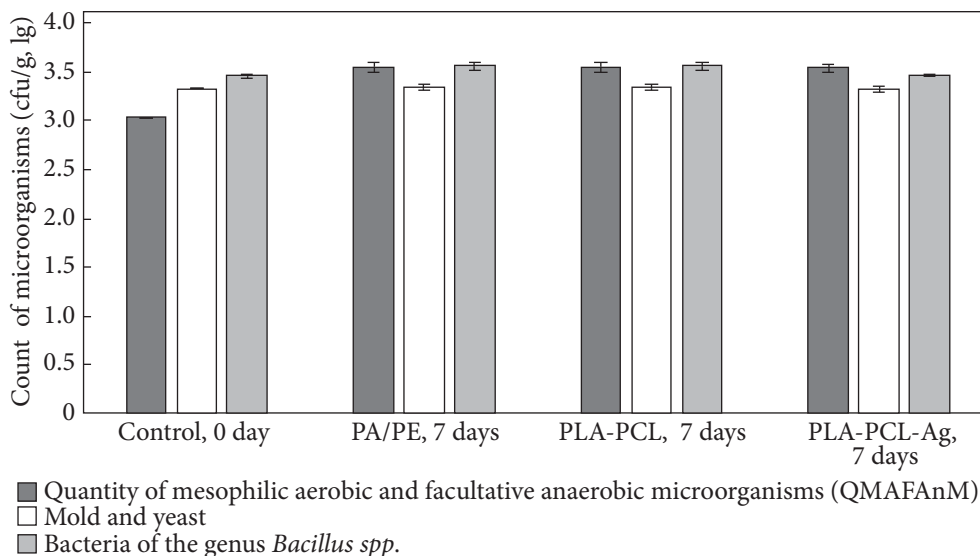 Count of microorganisms (cfu/g, lg)
4.0
3.5
3.0
2.5
2.0
1.5
1.0
0.5
0
Control, 0 day
PA/PE, 7 days
PLA-PCL, 7 days
PLA-PCL-Ag,
7 days
Quantity of mesophilic aerobic and facultative anaerobic microorganisms (QMAFAnM)
Mold and yeast
Bacteria of the genus Bacillus spp.